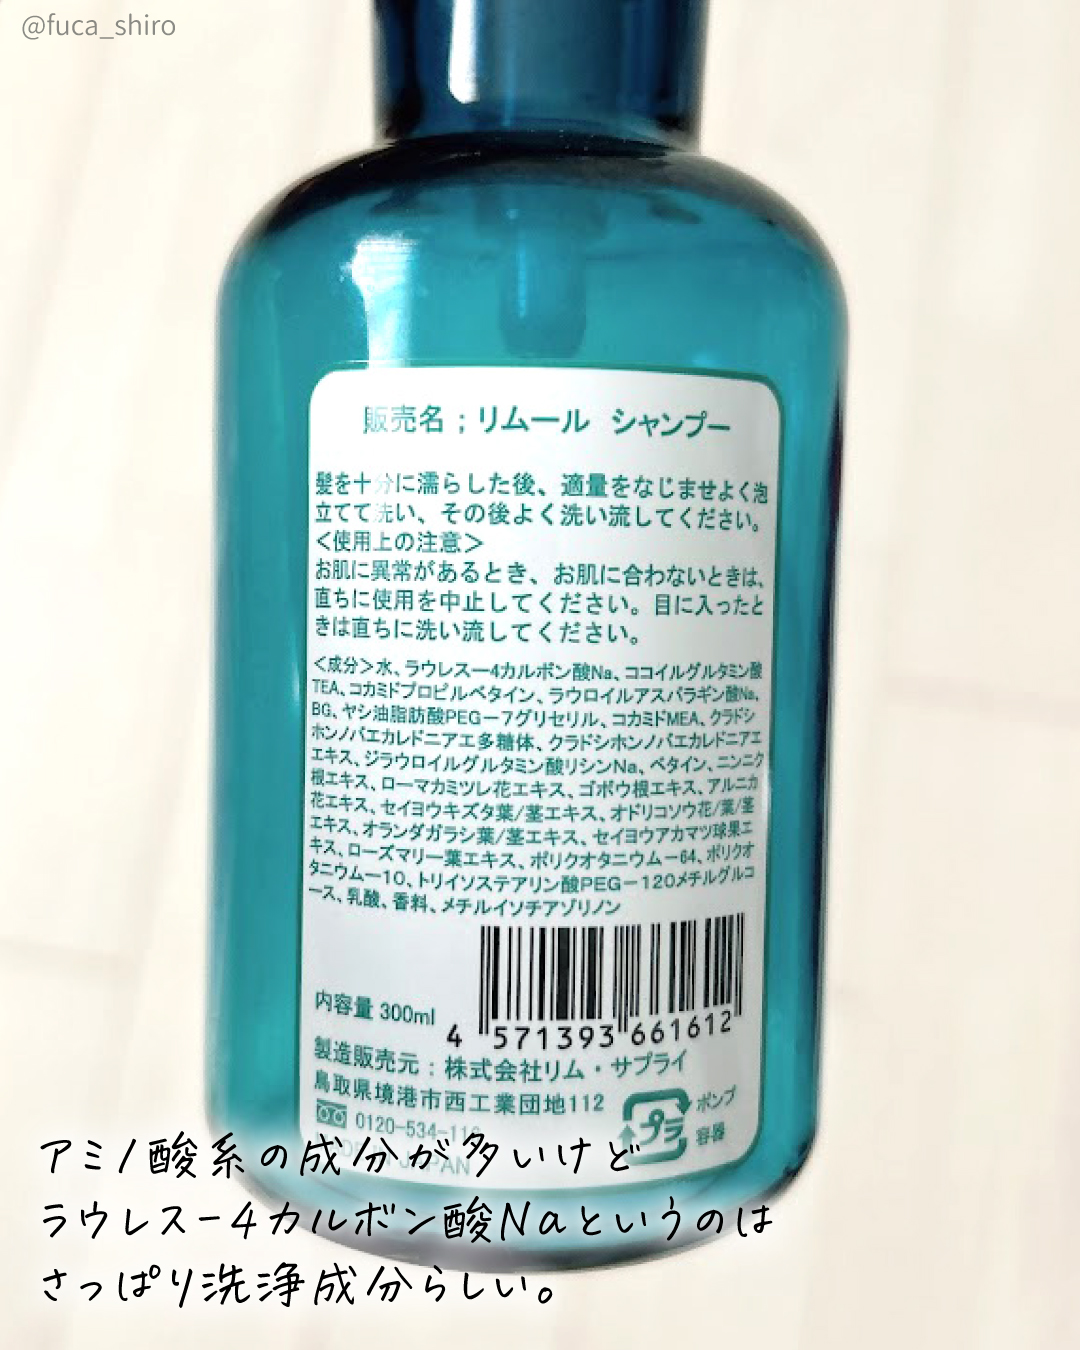 @fuca_shiro
販売名；リムール シャンプー
髪を十分に濡らした後、適量をなじませよく泡
立てて洗い、その後よく洗い流してください。
＜使用上の注意＞
お肌に異常があるとき、お肌に合わないときは、
直ちに使用を中止してください。目に入ったと
きは直ちに洗い流してください。
＜成分＞水、ラウレス－4カルボン酸Na、ココイルグルタミン酸
TEA、コカミドプロピルベタイン、ラウロイルアスパラギン酸Na、
BG、ヤシ油脂肪酸PEG－7グリセリル、コカミドMEA、クラドシ
ホンノバエカレドニアエ多糖体、クラドシホンノバエカレドニアエ
エキス、ジラウロイルグルタミン酸リシンNa、ベタイン、ニンニク
根エキス、ローマカミツレ花エキス、ゴボウ根エキス、アルニカ
花エキス、セイヨウキズタ葉/茎エキス、オドリコソウ花/葉/茎
エキス、オランダガラシ葉/茎エキス、セイヨウアカマツ球果エ
キス、ローズマリー葉エキス、ポリクオタニウム－64、ポリクオ
タニウム－10、トリイソステアリン酸PEG－120メチルグルコ
ース、乳酸、香料、メチルイソチアゾリノン
内容量 300ml
4 571393 661612
製造販売元：株式会社リム・サプライ
鳥取県境港市西工業団地112
0120-534-11
プラ
ポンプ
容器
JAPAN
アミノ酸系の成分が多いけど
ラウレス－4カルボン酸Naというのは
さっぱり洗浄成分らしい。